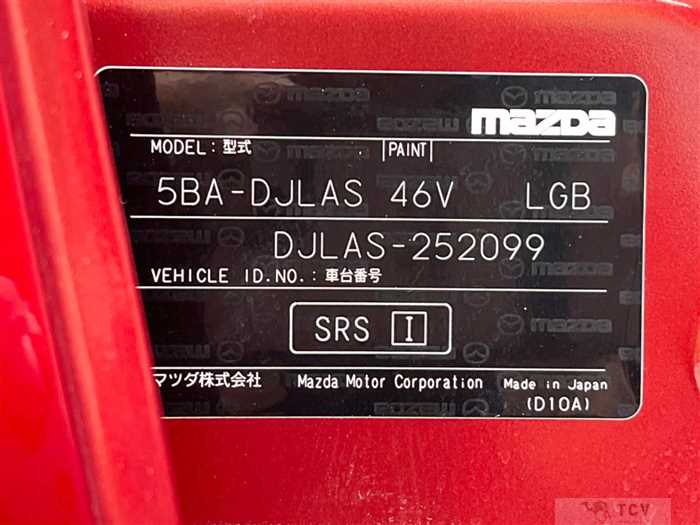 mazda
MODEL: 型式 |PAINT|
5BA-DJLAS 46V LGB
DJLAS-252099
VEHICLE ID.NO.: 車台番号
SRS I
マツダ株式会社 Mazda Motor Corporation Made in Japan
(D10A)
TCV